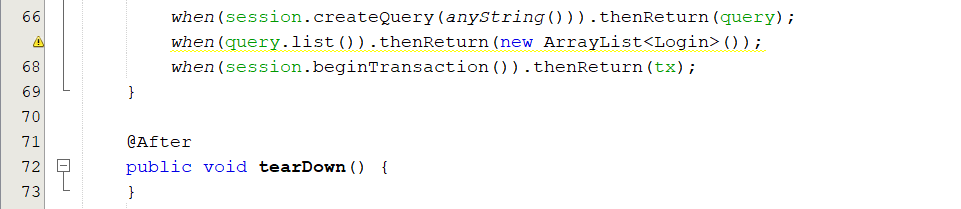 66 when(session.createQuery(anyString())).thenReturn(query);
when(query.list()).thenReturn(new ArrayList<Login>());
68 when(session.beginTransaction()).thenReturn(tx);
69 }
70
71 @After
72 public void tearDown() {
73 }